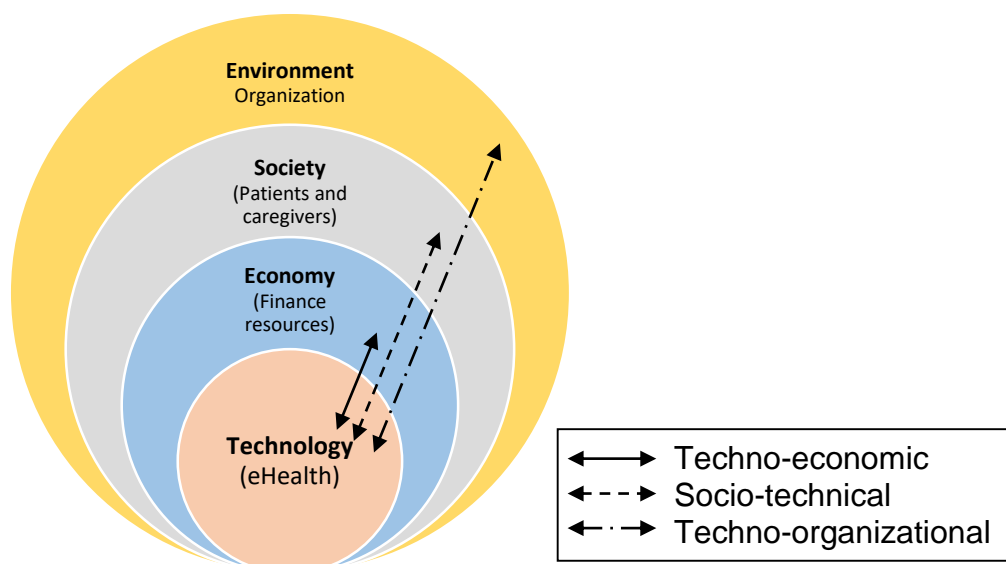 Environment
Organization
Society
(Patients and
caregivers)
Economy
(Finance
resources)
Technology
(eHealth)
Techno-economic
Socio-technical
Techno-organizational